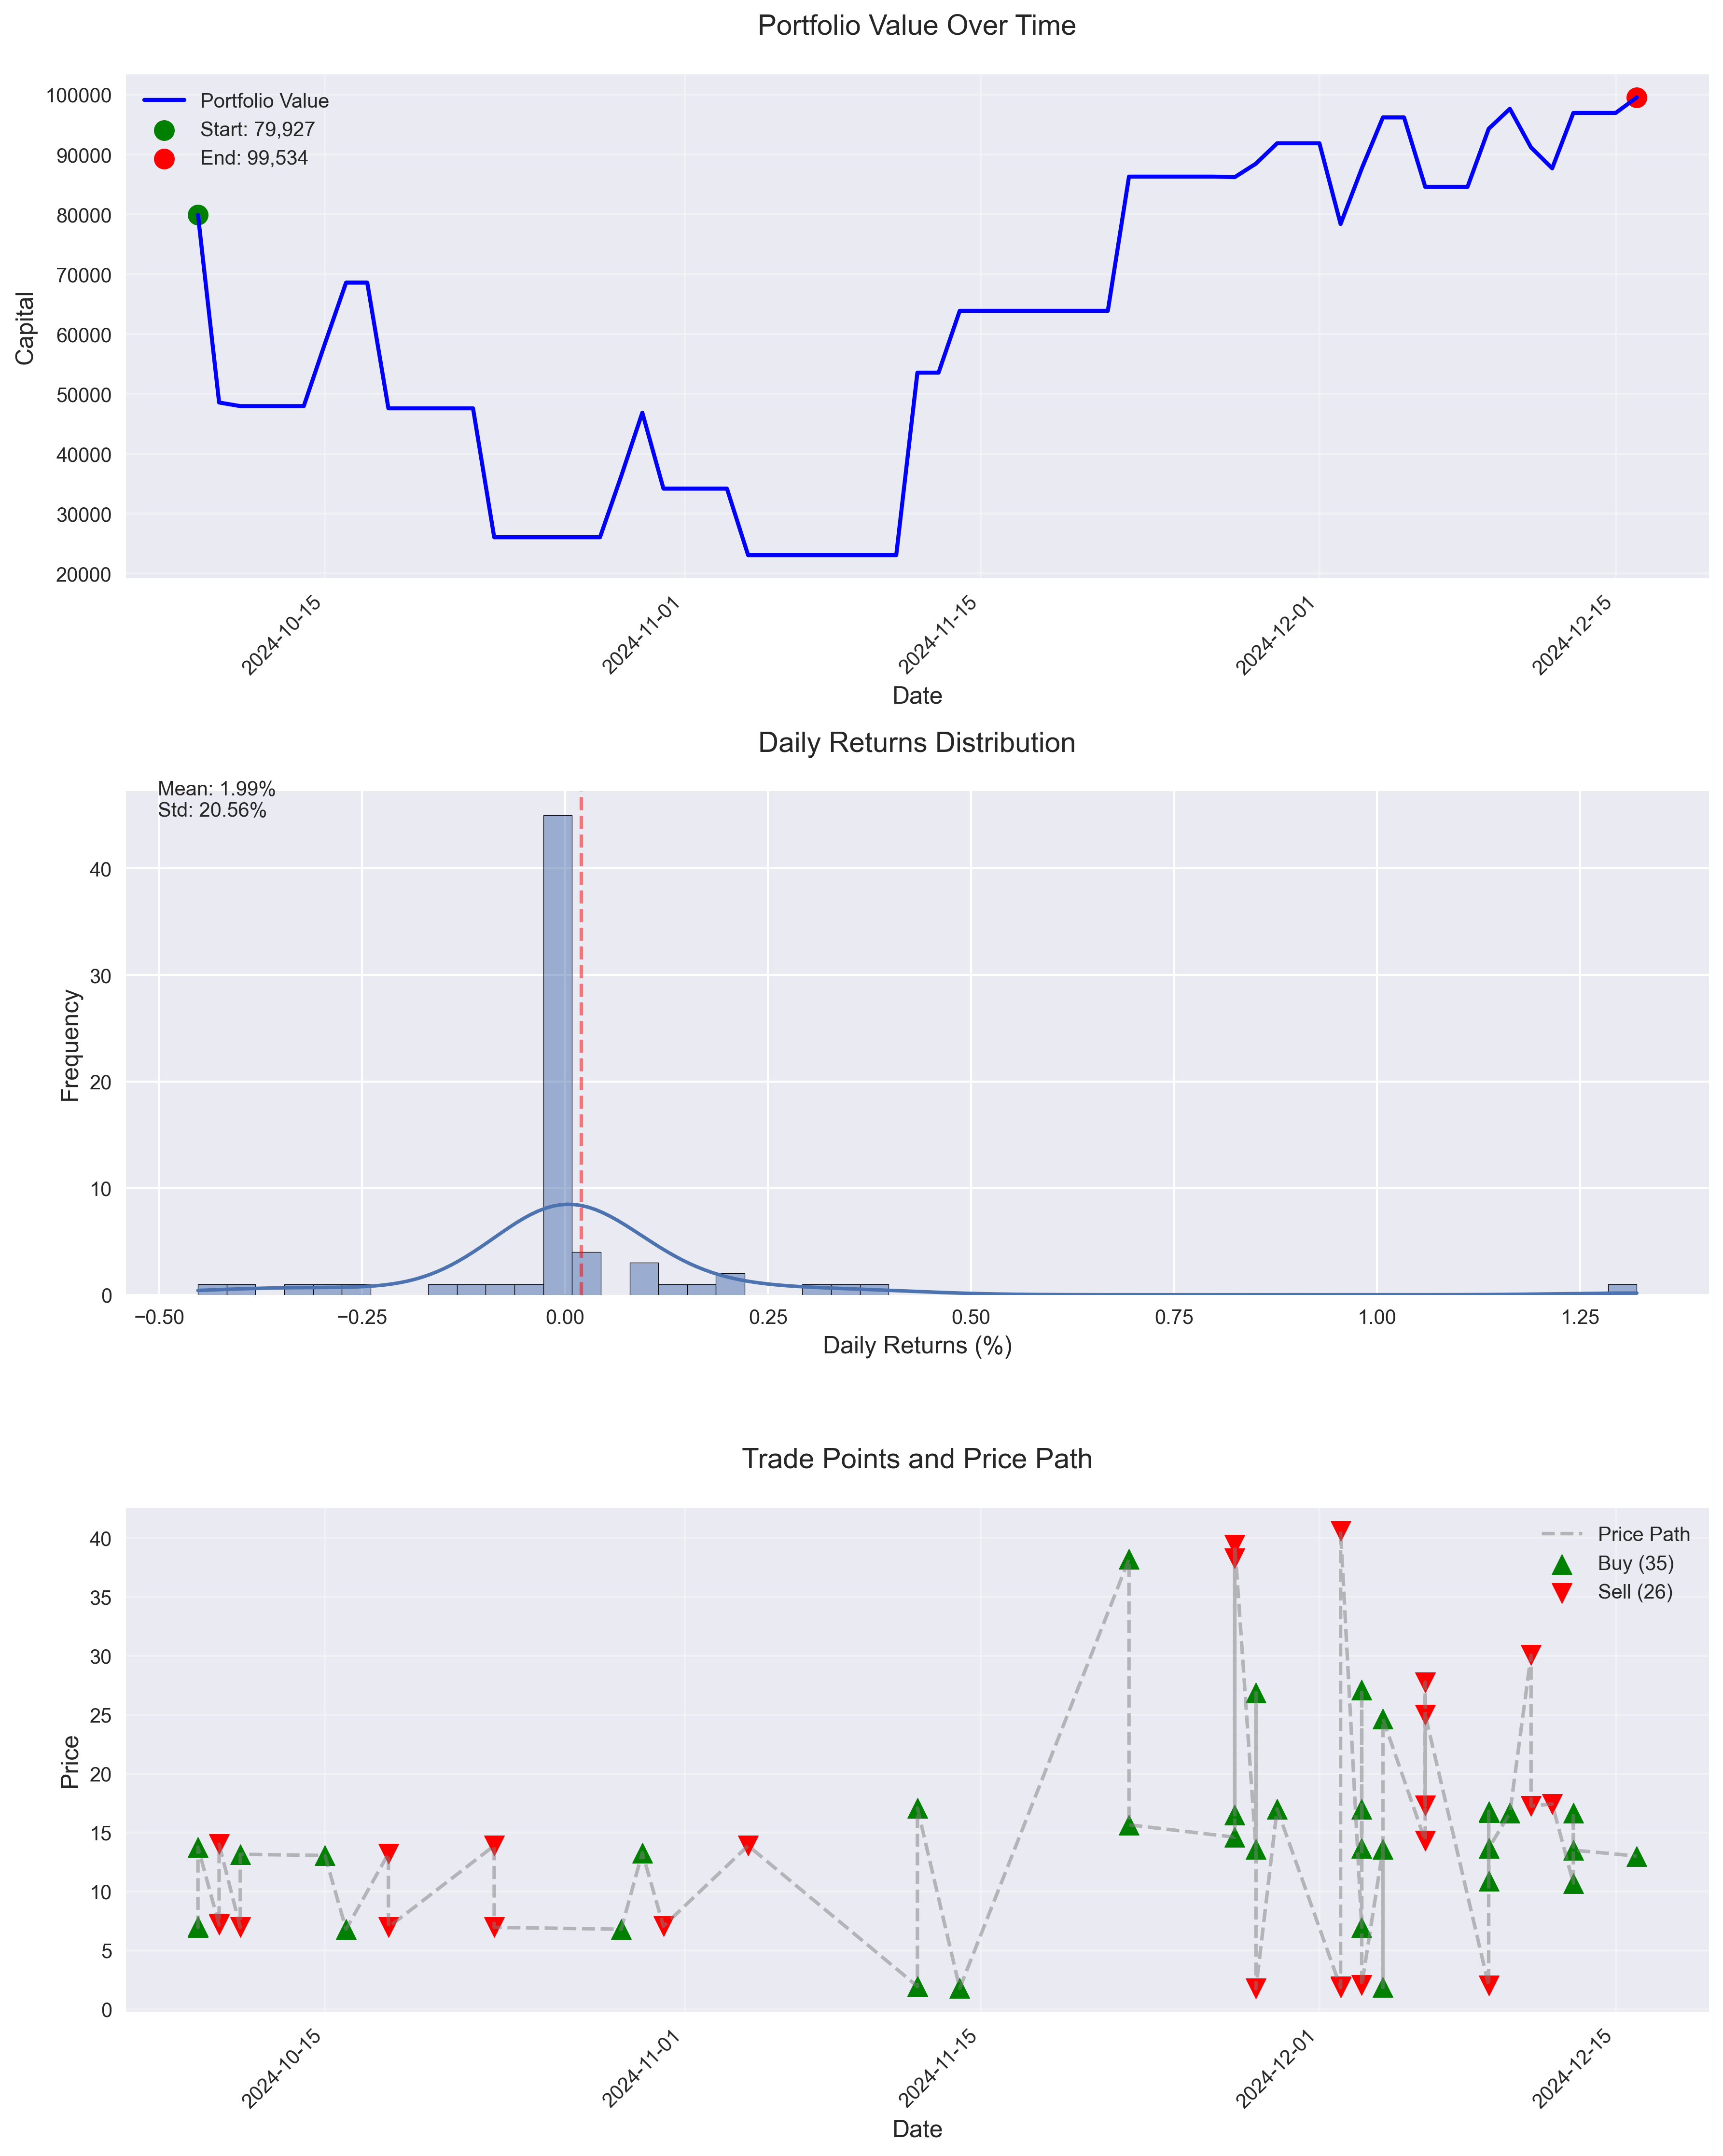 Portfolio Value Over Time
Portfolio Value
Start: 79,927
End: 99,534
100000
90000
80000
70000
60000
50000
40000
30000
20000
Capital
2024-10-15
2024-11-01
2024-11-15
2024-12-01
2024-12-15
Date
Daily Returns Distribution
Mean: 1.99%
Std: 20.56%
40
30
20
10
0
Frequency
−0.50
−0.25
0.00
0.25
0.50
0.75
1.00
1.25
Daily Returns (%)
Trade Points and Price Path
Price Path
Buy (35)
Sell (26)
40
35
30
25
20
15
10
5
0
Price
2024-10-15
2024-11-01
2024-11-15
2024-12-01
2024-12-15
Date